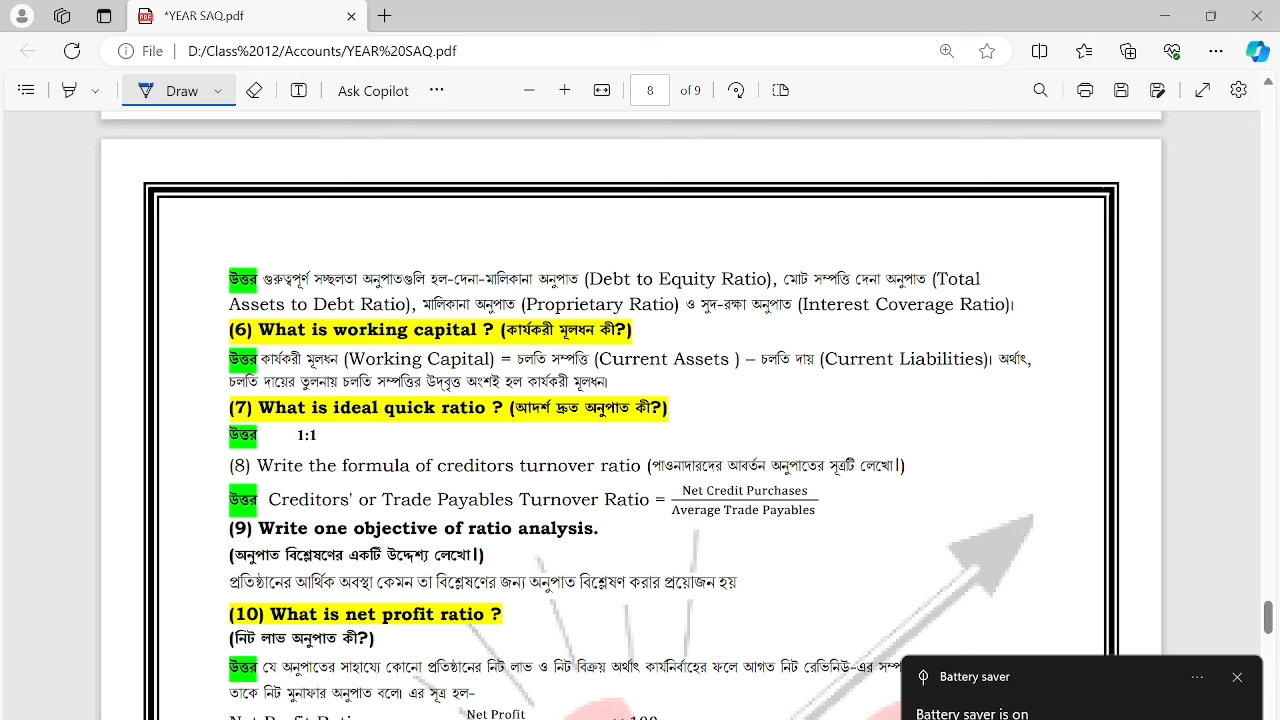 *YEAR SAQ.pdf
File | D:/Class%2012/Accounts/YEAR%20SAQ.pdf
Draw
Ask Copilot
8 of 9
উত্তর গুরুত্বপূর্ণ সচ্ছলতা অনুপাতগুলি হল-দেনা-মালিকানা অনুপাত (Debt to Equity Ratio), মোট সম্পত্তি দেনা অনুপাত (Total
Assets to Debt Ratio), মালিকানা অনুপাত (Proprietary Ratio) ও সুদ-রক্ষা অনুপাত (Interest Coverage Ratio)।
(6) What is working capital ? (কার্যকরী মূলধন কী?)
উত্তর কার্যকরী মূলধন (Working Capital) = চলতি সম্পত্তি (Current Assets ) – চলতি দায় (Current Liabilities)। অর্থাৎ,
চলতি দায়ের তুলনায় চলতি সম্পত্তির উদ্‌বৃত্ত অংশই হল কার্যকরী মূলধন।
(7) What is ideal quick ratio ? (আদর্শ দ্রুত অনুপাত কী?)
উত্তর 1:1
(8) Write the formula of creditors turnover ratio (পাওনাদারদের আবর্তন অনুপাতের সূত্রটি লেখো।)
উত্তর Creditors' or Trade Payables Turnover Ratio = Net Credit Purchases
Average Trade Payables
(9) Write one objective of ratio analysis.
(অনুপাত বিশ্লেষণের একটি উদ্দেশ্য লেখো।)
প্রতিষ্ঠানের আর্থিক অবস্থা কেমন তা বিশ্লেষণের জন্য অনুপাত বিশ্লেষণ করার প্রয়োজন হয়
(10) What is net profit ratio ?
(নিট লাভ অনুপাত কী?)
উত্তর যে অনুপাতের সাহায্যে কোনো প্রতিষ্ঠানের নিট লাভ ও নিট বিক্রয় অর্থাৎ কার্যনির্বাহের ফলে আগত নিট রেভিনিউ-এর
তাকে নিট মুনাফার অনুপাত বলে। এর সূত্র হল-
Net Profit Ratio Net Profit × 100
Battery saver
Battery saver is on